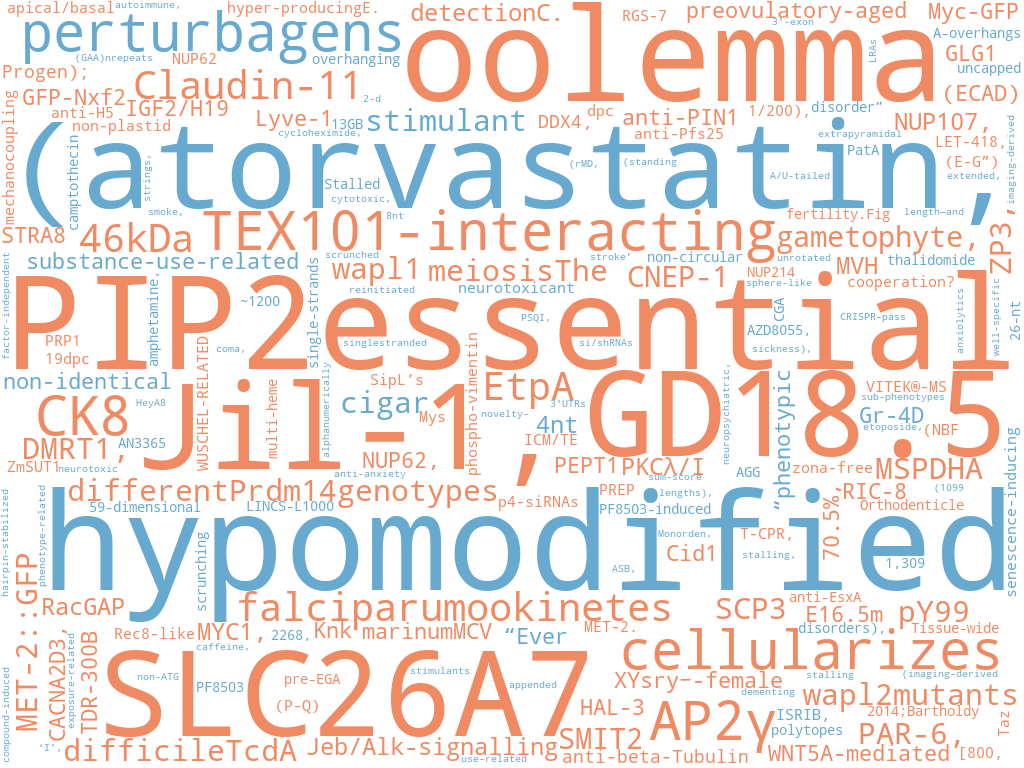 apical/basal
autoimmune,
hyper-producingE.
detectionC.
RGS-7
preovulatory-aged
Myc-GFP
perturbagens
oolemma
3'-exon
A-overhangs
(GAA)nrepeats
NUP62
overhanging
LRAs
GLG1
Progen);
Claudin-11
uncapped
GFP-Nxf2
IGF2/H19
2-d
(ECAD)
anti-H5
non-plastid
Lyve-1
13GB
stimulant
DDX4,
dpc
anti-PIN1
1/200),
disorder”
NUP107,
cycloheximide,
anti-Pfs25
extrapyramidal
LET-418,
mechanocoupling
camptothecin
(atorvastatin,
PatA
(E-G”)
imaging-derived
strings,
(rMD,
(standing
A/U-tailed
extended,
Stalled
cytotoxic,
smoke,
8nt
fertility.Fig
length—and
STRA8
46kDa
TEX101-interacting
gametophyte,
ZP3,
substance-use-related
scrunched
stroke’
non-circular
unrotated
thalidomide
factor-independent
wapl1
meiosisThe
CNEP-1
NUP214
MVH
cooperation?
sphere-like
amphetamine.
single-strands
reinitiated
neurotoxicant
~1200
PIP2essential
CGA
PSQI,
CRISPR-pass
26-nt
anxiolytics
well-specific
PRP1
19dpc
AZD8055,
coma,
singlestranded
si/shRNAs
sickness),
WUSCHEL-RELATED
phospho-vimentin
non-identical
SipL’s
EtpA
VITEK®-MS
multi-heme
alphanumerically
Jil-1,
GD18.5
neuropsychiatric,
“phenotypic
sub-phenotypes
HeyA8
cigar
3’UTRs
CK8
Mys
novelty-
4nt
Gr-4D
etoposide,
(NBF
AN3365
ICM/TE
DMRT1,
NUP62,
PEPT1
PKCλ/I
ZmSUT1
neurotoxic
anti-anxiety
sum-score
AGG
zona-free
MSPDHA
differentPrdm14genotypes,
PREP
lengths),
70.5%,
RIC-8
(1099
senescence-inducing
hairpin-stabilized
phenotype-related
59-dimensional
LINCS-L1000
p4-siRNAs
PF8503-induced
Orthodenticle
hypomodified
scrunching
Monorden,
T-CPR,
Cid1
stalling,
ASB,
1,309
MET-2::GFP
RacGAP
falciparumookinetes
SCP3
anti-EsxA
E16.5m
pY99
Rec8-like
MYC1,
2268,
Knk
marinumMCV
“Ever
MET-2.
disorders),
Tissue-wide
caffeine,
CACNA2D3,
exposure-related
TDR-300B
cellularizes
compound-induced
non-ATG
SLC26A7
PF8503
pre-EGA
stimulants
appended
XYsry−-female
stalling
(imaging-derived
dementing
wapl2mutants
(P-Q)
HAL-3
AP2γ
ISRIB,
2014;Bartholdy
Taz
polytopes
PAR-6,
‘I’,
difficileTcdA
Jeb/Alk-signalling
use-related
SMIT2
anti-beta-Tubulin
WNT5A-mediated
[800,